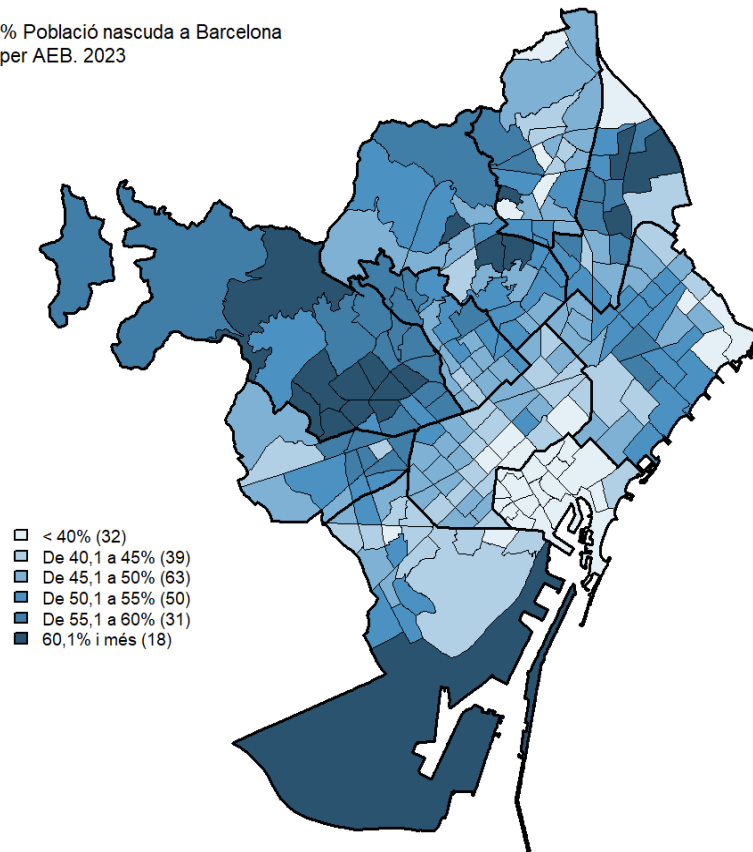 % Població nascuda a Barcelona
per AEB. 2023
< 40% (32)
De 40,1 a 45% (39)
De 45,1 a 50% (63)
De 50,1 a 55% (50)
De 55,1 a 60% (31)
60,1% i més (18)